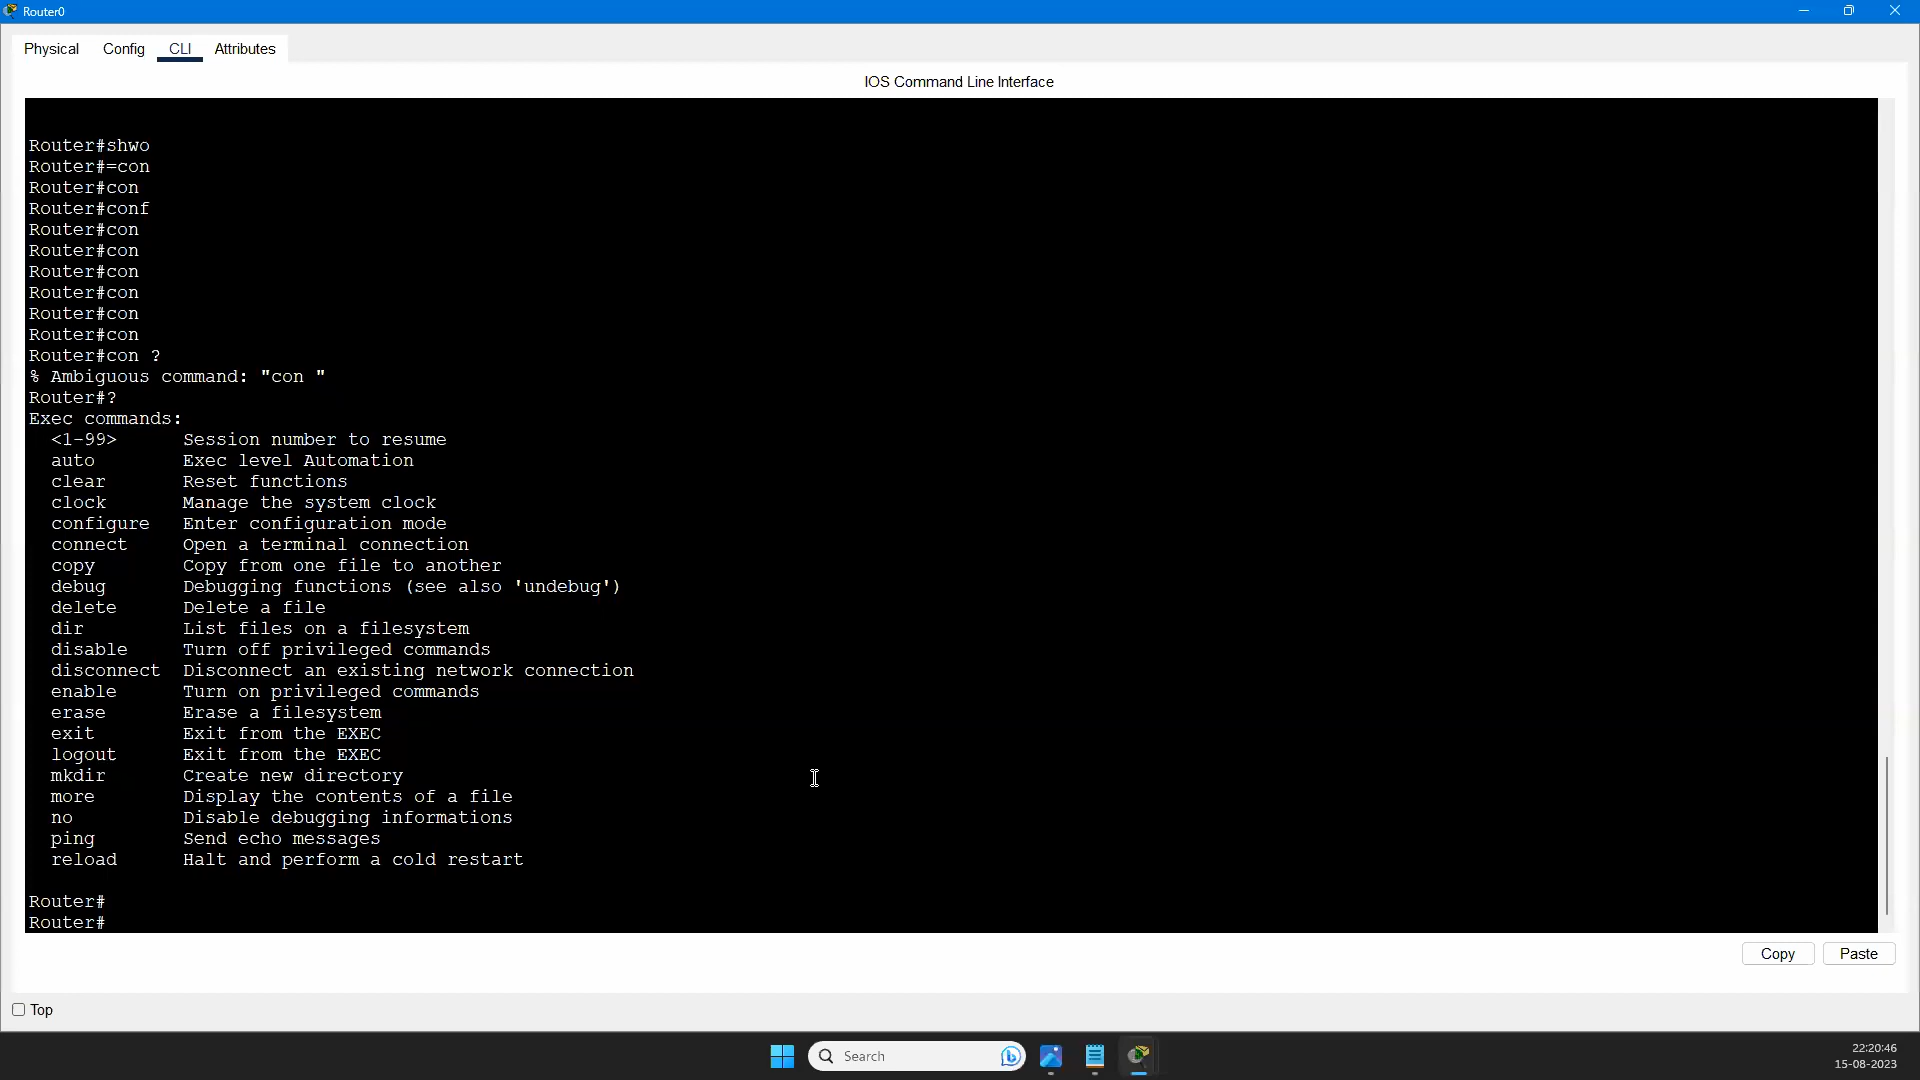 Router0
Physical Config CLI Attributes
IOS Command Line Interface
Router#shwo
Router#=con
Router#con
Router#conf
Router#con
Router#con
Router#con
Router#con
Router#con
Router#con
Router#con ?
% Ambiguous command: "con "
Router#?
Exec commands:
<1-99> Session number to resume
auto Exec level Automation
clear Reset functions
clock Manage the system clock
configure Enter configuration mode
connect Open a terminal connection
copy Copy from one file to another
debug Debugging functions (see also 'undebug')
delete Delete a file
dir List files on a filesystem
disable Turn off privileged commands
disconnect Disconnect an existing network connection
enable Turn on privileged commands
erase Erase a filesystem
exit Exit from the EXEC
logout Exit from the EXEC
mkdir Create new directory
more Display the contents of a file
no Disable debugging informations
ping Send echo messages
reload Halt and perform a cold restart
Router#
Router#
Copy Paste
Top
Search
22:20:46
15-08-2023